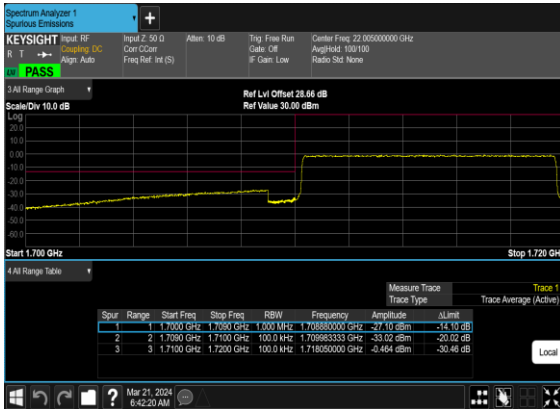 Spectrum Analyzer 1
Spurious Emissions
+
KEYSIGHT
R T
LVI PASS
Input: RF
Coupling: DC
Align: Auto
Input Z: 50 Ω
Corr CCorr
Freq Ref: Int (S)
Atten: 10 dB
Trig: Free Run
Gate: Off
IF Gain: Low
Center Freq: 22.005000000 GHz
Avg|Hold: 100/100
Radio Std: None
3 All Range Graph
Scale/Div 10.0 dB
Ref Lvl Offset 28.66 dB
Ref Value 30.00 dBm
Log
20.0
10.0
0.00
-10.0
-20.0
-30.0
-40.0
-50.0
-60.0
Start 1.700 GHz
Stop 1.720 GH
4 All Range Table
Measure Trace Trace 1
Trace Type Trace Average (Active)
Spur Range Start Freq Stop Freq RBW Frequency Amplitude ΔLimit
1 1 1.7000 GHz 1.7090 GHz 1.000 MHz 1.708880000 GHz -27.10 dBm -14.10 dB
2 2 1.7090 GHz 1.7100 GHz 100.0 kHz 1.709983333 GHz -33.02 dBm -20.02 dB
3 3 1.7100 GHz 1.7200 GHz 100.0 kHz 1.718050000 GHz -0.464 dBm -30.46 dB
Local
?
Mar 21, 2024
6:42:20 AM